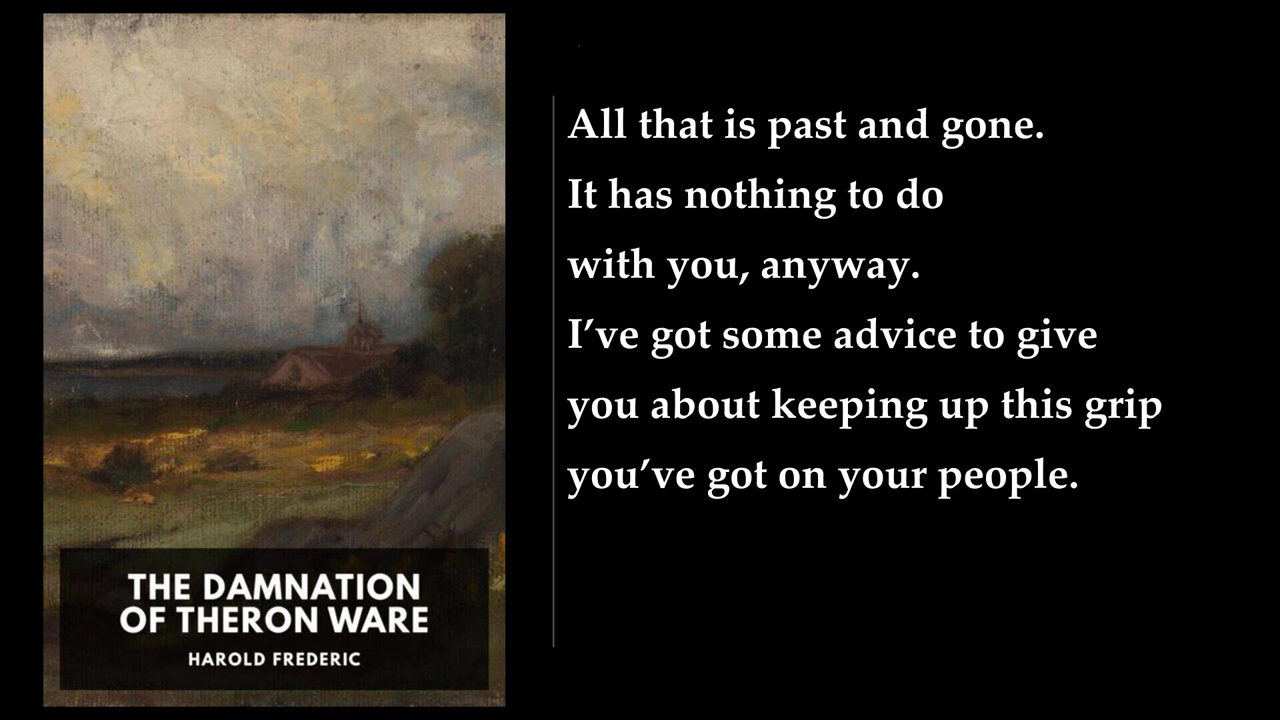 THE DAMNATION
OF THERON WARE
HAROLD FREDERIC
All that is past and gone.
It has nothing to do
with you, anyway.
I’ve got some advice to give
you about keeping up this grip
you’ve got on your people.